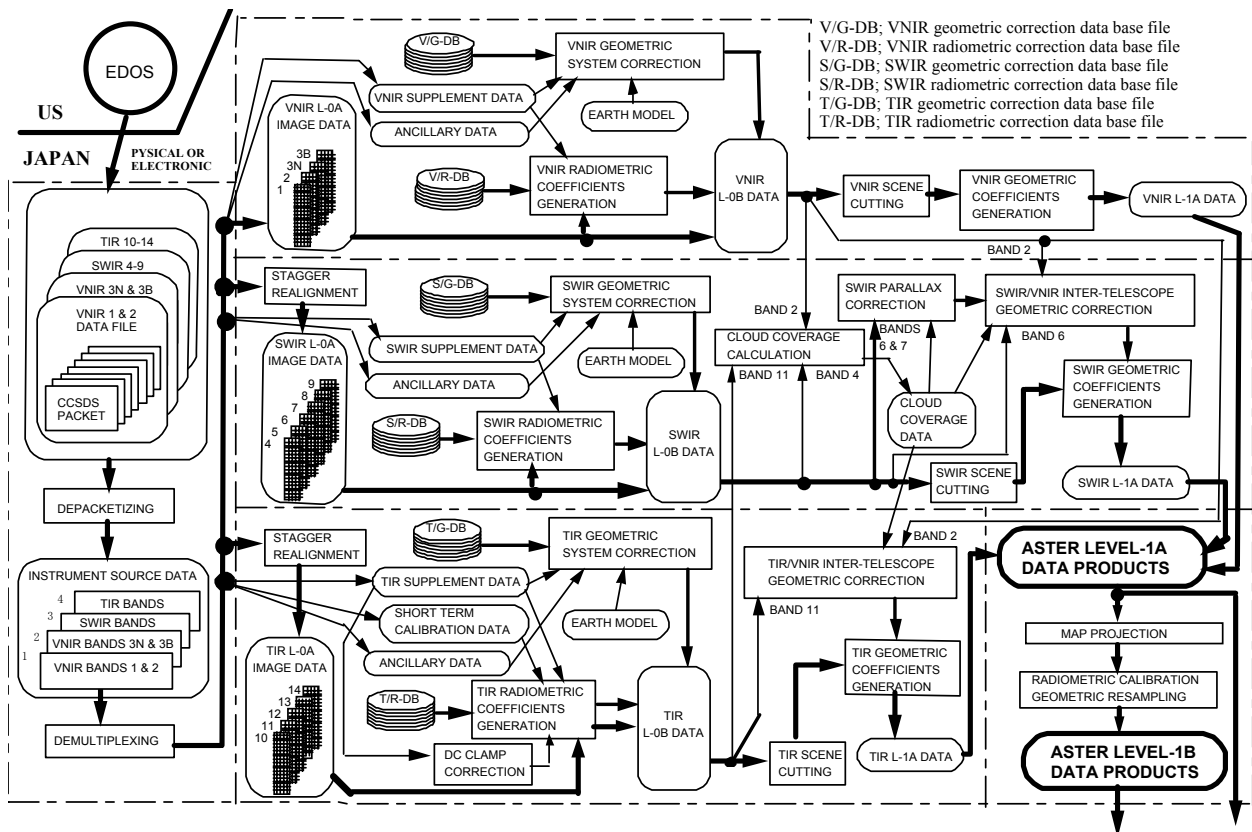 V/G-DB; VNIR geometric correction data base file
V/R-DB; VNIR radiometric correction data base file
S/G-DB; SWIR geometric correction data base file
S/R-DB; SWIR radiometric correction data base file
T/G-DB; TIR geometric correction data base file
T/R-DB; TIR radiometric correction data base file
EDOS
US
JAPAN
PYSICAL OR
ELECTRONIC
TIR 10-14
SWIR 4-9
VNIR 3N & 3B
VNIR 1 & 2
DATA FILE
CCSDS
PACKET
DEPACKETIZING
INSTRUMENT SOURCE DATA
4
TIR BANDS
3
SWIR BANDS
2
VNIR BANDS 3N & 3B
1
VNIR BANDS 1 & 2
DEMULTIPLEXING
V/G-DB
VNIR GEOMETRIC
SYSTEM CORRECTION
VNIR SUPPLEMENT DATA
ANCILLARY DATA
EARTH MODEL
VNIR L-0A
IMAGE DATA
3B
3N
2
1
V/R-DB
VNIR RADIOMETRIC
COEFFICIENTS
GENERATION
VNIR
L-0B DATA
VNIR SCENE
CUTTING
VNIR GEOMETRIC
COEFFICIENTS
GENERATION
VNIR L-1A DATA
BAND 2
STAGGER
REALIGNMENT
S/G-DB
SWIR GEOMETRIC
SYSTEM CORRECTION
SWIR SUPPLEMENT DATA
ANCILLARY DATA
EARTH MODEL
SWIR L-0A
IMAGE DATA
9
8
7
6
5
4
S/R-DB
SWIR RADIOMETRIC
COEFFICIENTS
GENERATION
SWIR
L-0B DATA
BAND 2
CLOUD COVERAGE
CALCULATION
BAND 11
BAND 4
SWIR PARALLAX
CORRECTION
BANDS
6 & 7
SWIR/VNIR INTER-TELESCOPE
GEOMETRIC CORRECTION
BAND 6
CLOUD
COVERAGE
DATA
SWIR GEOMETRIC
COEFFICIENTS
GENERATION
SWIR SCENE
CUTTING
SWIR L-1A DATA
STAGGER
REALIGNMENT
T/G-DB
TIR GEOMETRIC
SYSTEM CORRECTION
TIR SUPPLEMENT DATA
SHORT TERM
CALIBRATION DATA
ANCILLARY DATA
EARTH MODEL
TIR L-0A
IMAGE DATA
14
13
12
11
10
T/R-DB
TIR RADIOMETRIC
COEFFICIENTS
GENERATION
DC CLAMP
CORRECTION
TIR
L-0B DATA
BAND 2
TIR/VNIR INTER-TELESCOPE
GEOMETRIC CORRECTION
BAND 11
TIR GEOMETRIC
COEFFICIENTS
GENERATION
TIR SCENE
CUTTING
TIR L-1A DATA
ASTER LEVEL-1A
DATA PRODUCTS
MAP PROJECTION
RADIOMETRIC CALIBRATION
GEOMETRIC RESAMPLING
ASTER LEVEL-1B
DATA PRODUCTS